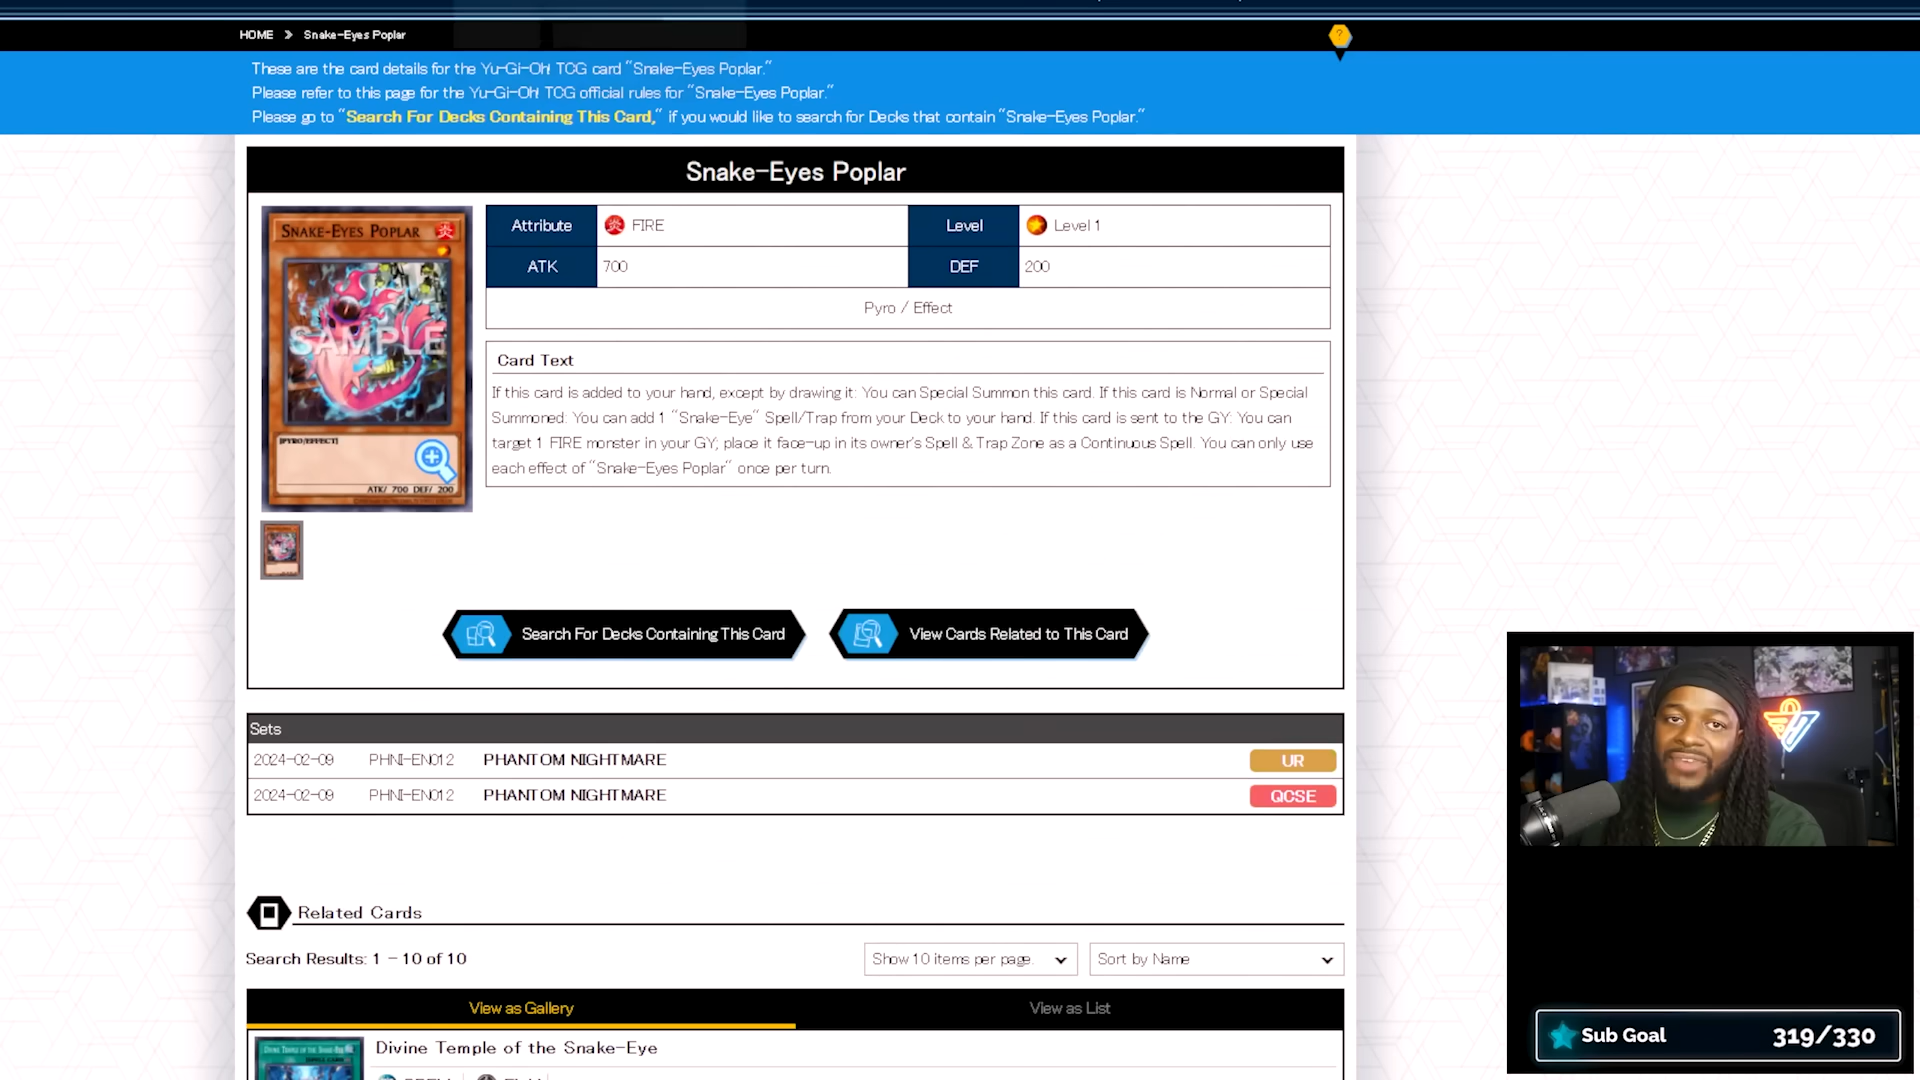 HOME » Snake-Eyes Poplar
?
These are the card details for the Yu-Gi-Oh! TCG card "Snake-Eyes Poplar."
Please refer to this page for the Yu-Gi-Oh! TCG official rules for "Snake-Eyes Poplar."
Please go to "Search For Decks Containing This Card," if you would like to search for Decks that contain "Snake-Eyes Poplar."
Snake-Eyes Poplar
SNAKE-EYES POPLAR 炎
SAMPLE
[PYRO/EFFECT]
ATK/ 700 DEF/ 200
Attribute 炎 FIRE Level Level 1
ATK 700 DEF 200
Pyro / Effect
Card Text
If this card is added to your hand, except by drawing it: You can Special Summon this card. If this card is Normal or Special
Summoned: You can add 1 "Snake-Eye" Spell/Trap from your Deck to your hand. If this card is sent to the GY: You can
target 1 FIRE monster in your GY; place it face-up in its owner's Spell & Trap Zone as a Continuous Spell. You can only use
each effect of "Snake-Eyes Poplar" once per turn.
Search For Decks Containing This Card
View Cards Related to This Card
Sets
2024-02-09 PHNI-EN012 PHANTOM NIGHTMARE UR
2024-02-09 PHNI-EN012 PHANTOM NIGHTMARE QCSE
Related Cards
Search Results: 1 - 10 of 10
Show 10 items per page.
Sort by Name
View as Gallery
View as List
Divine Temple of the Snake-Eye
Sub Goal 319/330